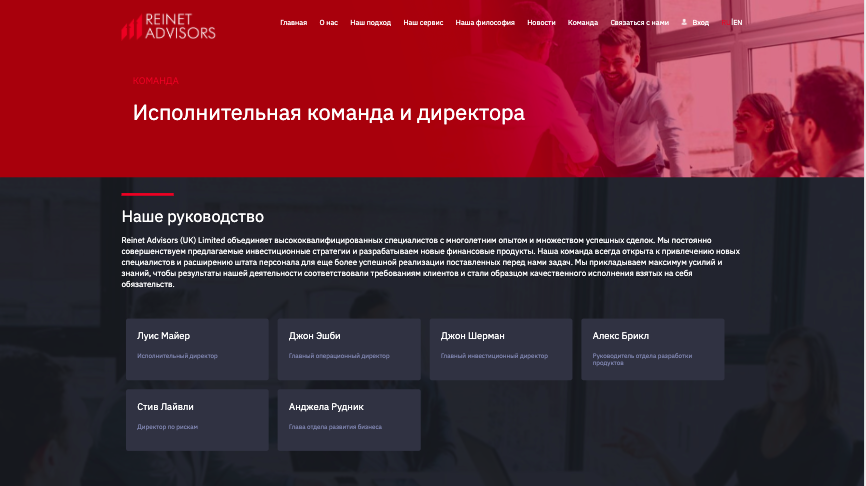 REINET
ADVISORS
Главная О нас Наш подход Наш сервис Наша философия Новости Команда Связаться с нами Вход |EN
КОМАНДА
Исполнительная команда и директора
Наше руководство
Reinet Advisors (UK) Limited объединяет высококвалифицированных специалистов с многолетним опытом и множеством успешных сделок. Мы постоянно
совершенствуем предлагаемые инвестиционные стратегии и разрабатываем новые финансовые продукты. Наша команда всегда открыта к привлечению новых
специалистов и расширению штата персонала для еще более успешной реализации поставленных перед нами задач. Мы прикладываем максимум усилий и
знаний, чтобы результаты нашей деятельности соответствовали требованиям клиентов и стали образцом качественного исполнения взятых на себя
обязательств.
Луис Майер
Исполнительный директор
Джон Эшби
Главный операционный директор
Джон Шерман
Главный инвестиционный директор
Алекс Брикл
Руководитель отдела разработки
продуктов
Стив Лайвли
Директор по рискам
Анджела Рудник
Глава отдела развития бизнеса